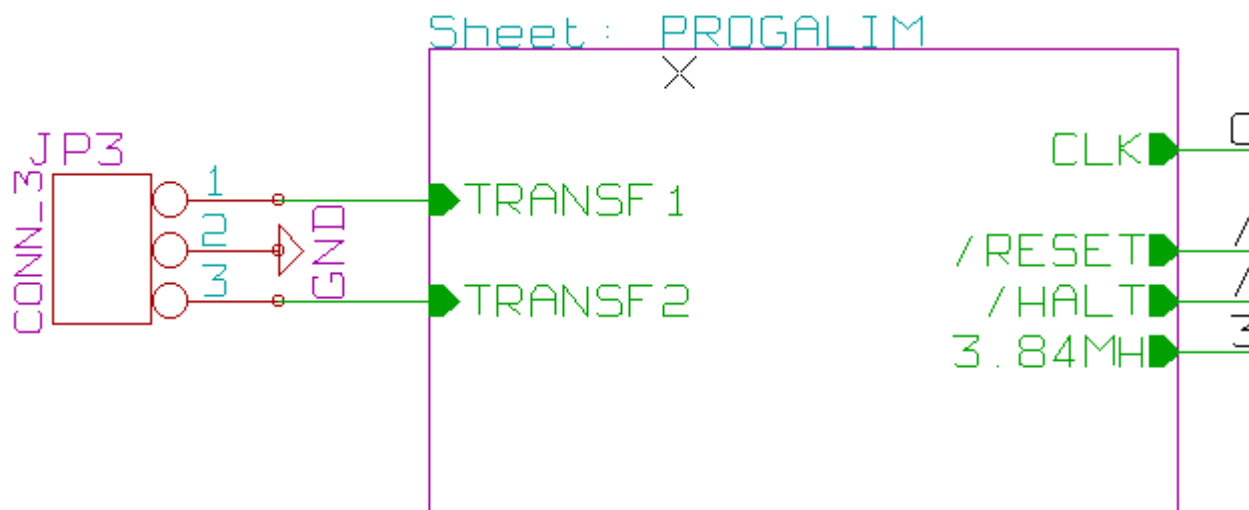 Sheet: PROGALIM
JP3
CONN_3
1
2
3
GND
TRANSF1
TRANSF2
CLK
/RESET
/HALT
3.84MH